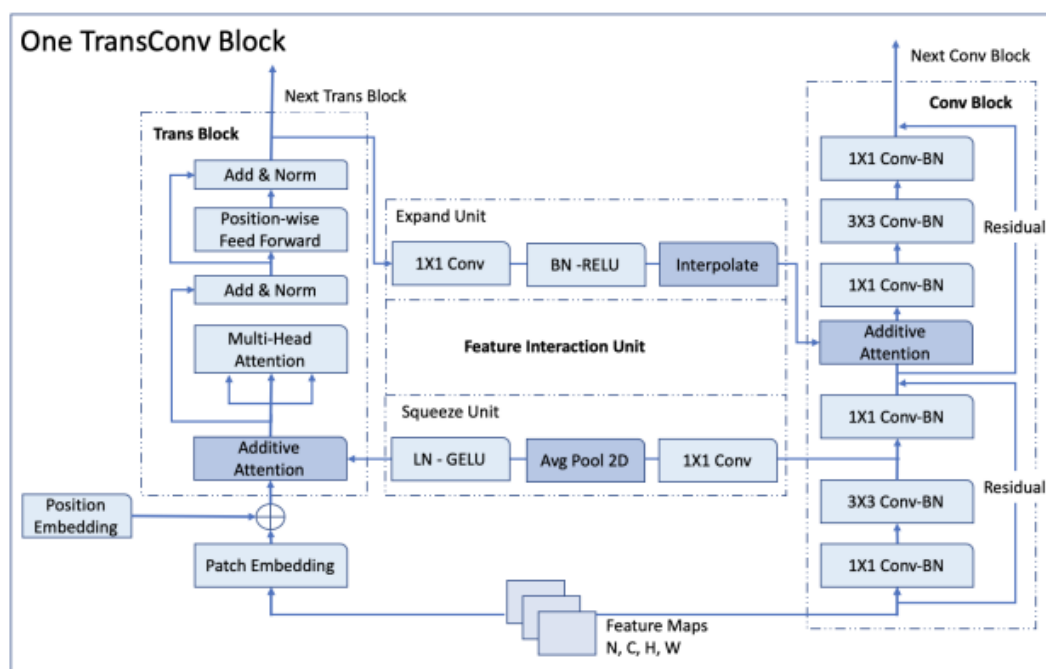 One TransConv Block
Next Trans Block
Trans Block
Add & Norm
Position-wise
Feed Forward
Add & Norm
Multi-Head
Attention
Additive
Attention
Position
Embedding
Patch Embedding
Expand Unit
1X1 Conv
BN -RELU
Interpolate
Feature Interaction Unit
Squeeze Unit
LN - GELU
Avg Pool 2D
1X1 Conv
Feature Maps
N, C, H, W
Next Conv Block
Conv Block
1X1 Conv-BN
3X3 Conv-BN
Residual
1X1 Conv-BN
Additive
Attention
1X1 Conv-BN
3X3 Conv-BN
Residual
1X1 Conv-BN